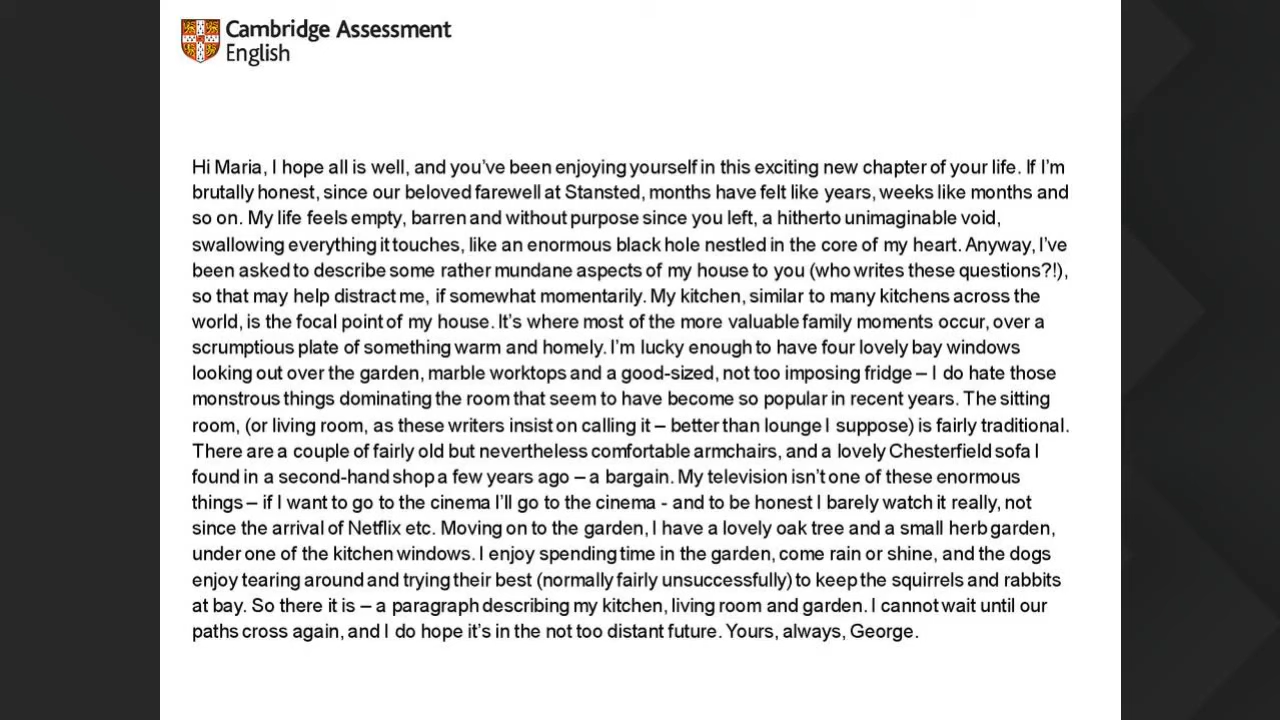 Cambridge Assessment
English
Hi Maria, I hope all is well, and you've been enjoying yourself in this exciting new chapter of your life. If I'm
brutally honest, since our beloved farewell at Stansted, months have felt like years, weeks like months and
so on. My life feels empty, barren and without purpose since you left, a hitherto unimaginable void,
swallowing everything it touches, like an enormous black hole nestled in the core of my heart. Anyway, I've
been asked to describe some rather mundane aspects of my house to you (who writes these questions?!),
so that may help distract me, if somewhat momentarily. My kitchen, similar to many kitchens across the
world, is the focal point of my house. It's where most of the more valuable family moments occur, over a
scrumptious plate of something warm and homely. I'm lucky enough to have four lovely bay windows
looking out over the garden, marble worktops and a good-sized, not too imposing fridge – I do hate those
monstrous things dominating the room that seem to have become so popular in recent years. The sitting
room, (or living room, as these writers insist on calling it – better than lounge I suppose) is fairly traditional.
There are a couple of fairly old but nevertheless comfortable armchairs, and a lovely Chesterfield sofa I
found in a second-hand shop a few years ago – a bargain. My television isn't one of these enormous
things – if I want to go to the cinema I'll go to the cinema - and to be honest I barely watch it really, not
since the arrival of Netflix etc. Moving on to the garden, I have a lovely oak tree and a small herb garden,
under one of the kitchen windows. I enjoy spending time in the garden, come rain or shine, and the dogs
enjoy tearing around and trying their best (normally fairly unsuccessfully) to keep the squirrels and rabbits
at bay. So there it is – a paragraph describing my kitchen, living room and garden. I cannot wait until our
paths cross again, and I do hope it's in the not too distant future. Yours, always, George.